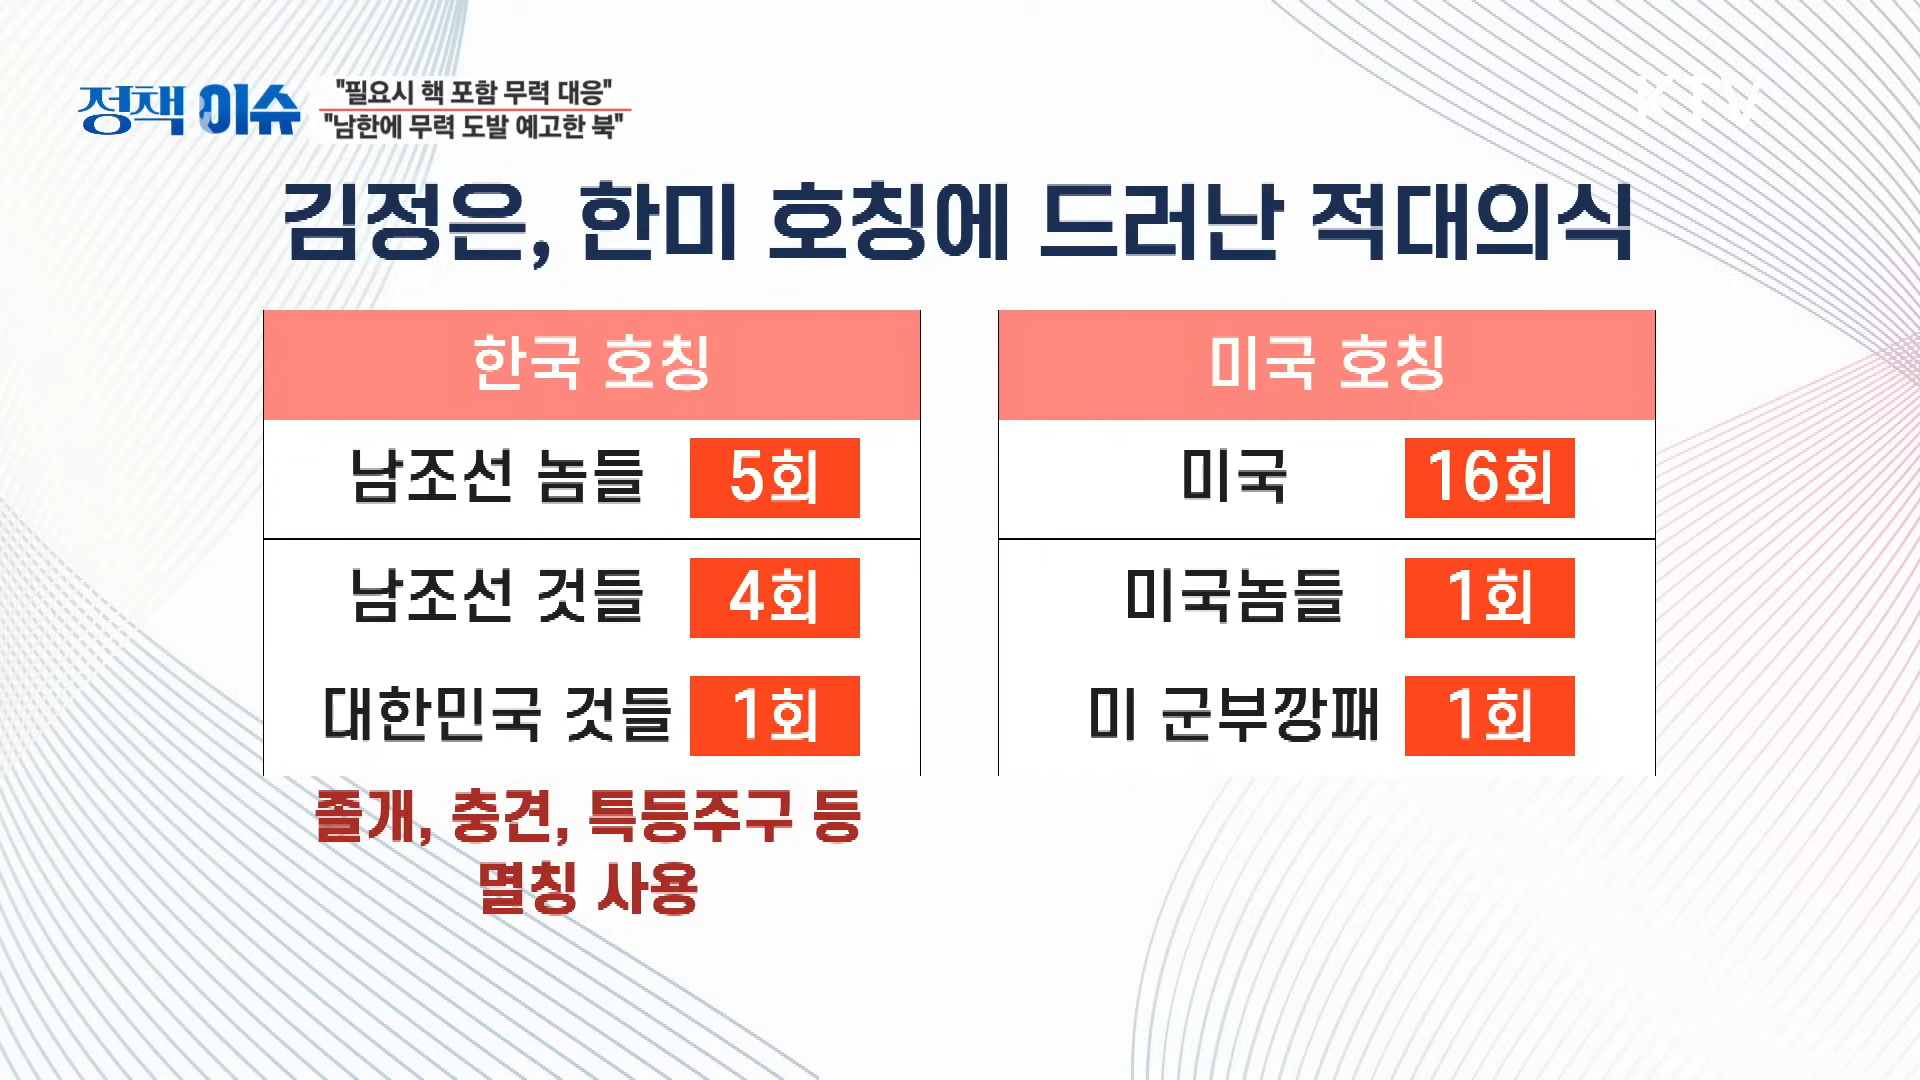 정책 이슈
"필요시 핵 포함 무력 대응"
"남한에 무력 도발 예고한 북"
KTV
김정은, 한미 호칭에 드러난 적대의식
한국 호칭
남조선 놈들 5회
남조선 것들 4회
대한민국 것들 1회
졸개, 충견, 특등주구 등
멸칭 사용
미국 호칭
미국 16회
미국놈들 1회
미 군부깡패 1회